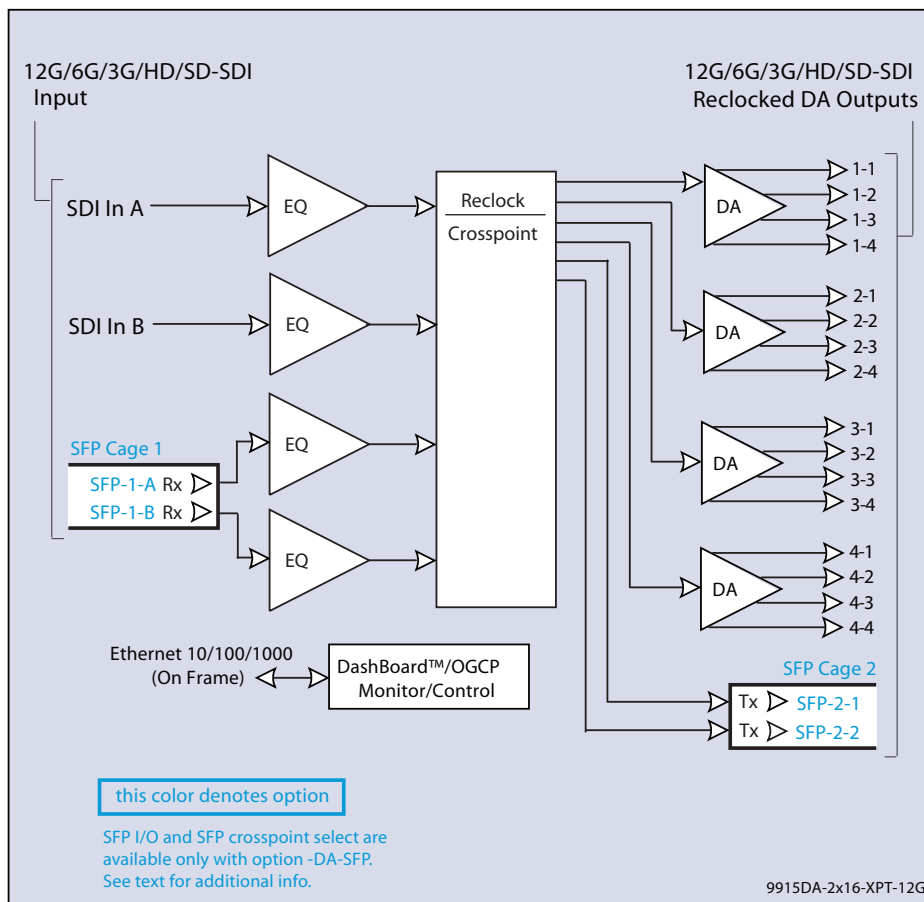 12G/6G/3G/HD/SD-SDI
Input
12G/6G/3G/HD/SD-SDI
Reclocked DA Outputs
SDI In A
EQ
Reclock
Crosspoint
DA
1-1
1-2
1-3
1-4
SDI In B
EQ
DA
2-1
2-2
2-3
2-4
SFP Cage 1
SFP-1-A Rx
SFP-1-B Rx
EQ
EQ
DA
3-1
3-2
3-3
3-4
DA
4-1
4-2
4-3
4-4
Ethernet 10/100/1000
(On Frame)
DashBoard™/OGCP
Monitor/Control
SFP Cage 2
Tx SFP-2-1
Tx SFP-2-2
this color denotes option
SFP I/O and SFP crosspoint select are
available only with option -DA-SFP.
See text for additional info.
9915DA-2x16-XPT-12G